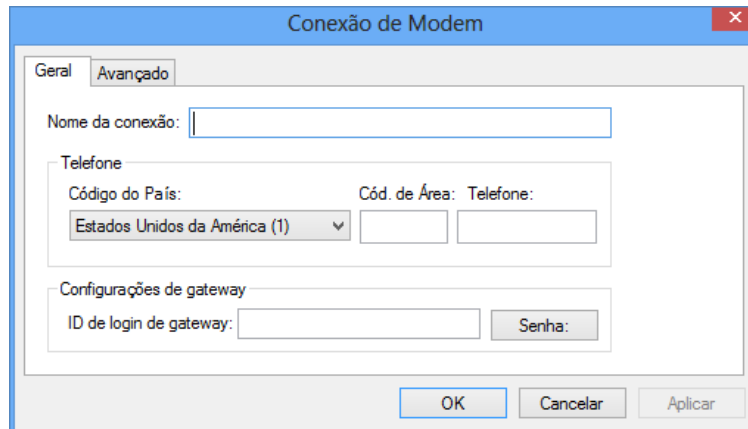 Conexão de Modem
Geral Avançado
Nome da conexão:
Telefone
Código do País: Cód. de Área: Telefone:
Estados Unidos da América (1)
Configurações de gateway
ID de login de gateway: Senha:
OK Cancelar Aplicar